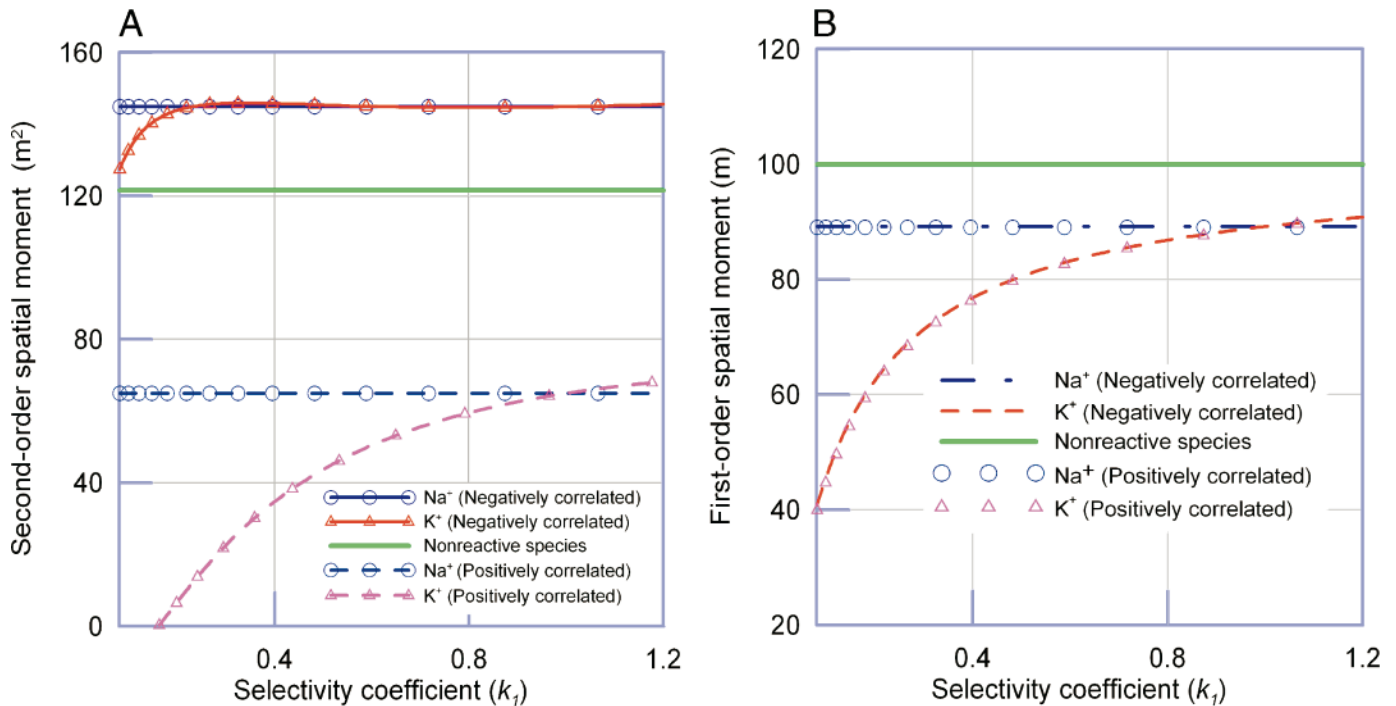 A
160
120
80
40
0
Second-order spatial moment (m²)
Na⁺ (Negatively correlated)
K⁺ (Negatively correlated)
Nonreactive species
Na⁺ (Positively correlated)
K⁺ (Positively correlated)
0.4
0.8
1.2
Selectivity coefficient (k₁)
B
120
100
80
60
40
20
First-order spatial moment (m)
Na⁺ (Negatively correlated)
K⁺ (Negatively correlated)
Nonreactive species
Na⁺ (Positively correlated)
K⁺ (Positively correlated)
0.4
0.8
1.2
Selectivity coefficient (k₁)